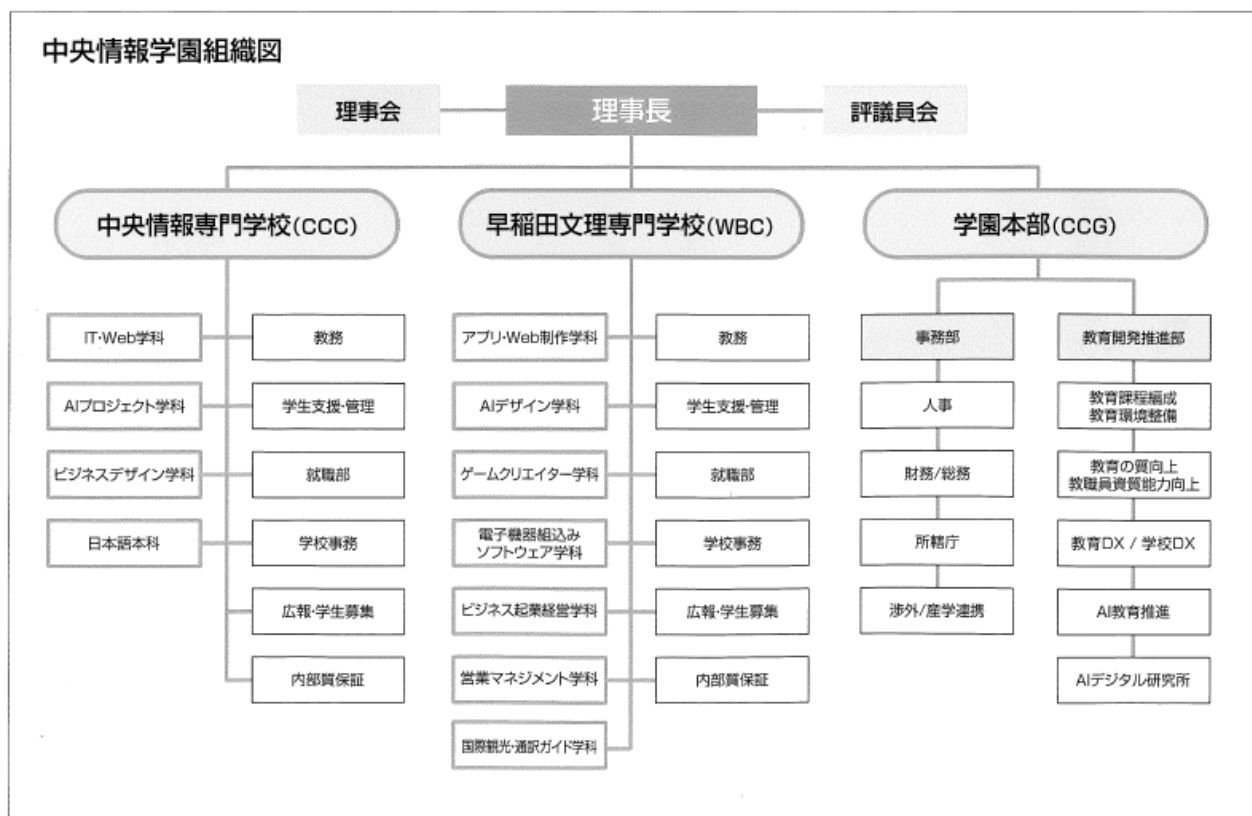 中央情報学園組織図
理事会
理事長
評議員会
中央情報専門学校(CCC)
早稲田文理専門学校(WBC)
学園本部(CCG)
IT・Web学科
教務
AIプロジェクト学科
学生支援・管理
ビジネスデザイン学科
就職部
日本語本科
学校事務
広報・学生募集
内部質保証
アプリ・Web制作学科
教務
AIデザイン学科
学生支援・管理
ゲームクリエイター学科
就職部
電子機器組込み
ソフトウェア学科
学校事務
ビジネス起業経営学科
広報・学生募集
営業マネジメント学科
内部質保証
国際観光・通訳ガイド学科
事務部
人事
財務/総務
所轄庁
渉外/産学連携
教育開発推進部
教育課程編成
教育環境整備
教育の質向上
教職員資質能力向上
教育DX / 学校DX
AI教育推進
AIデジタル研究所